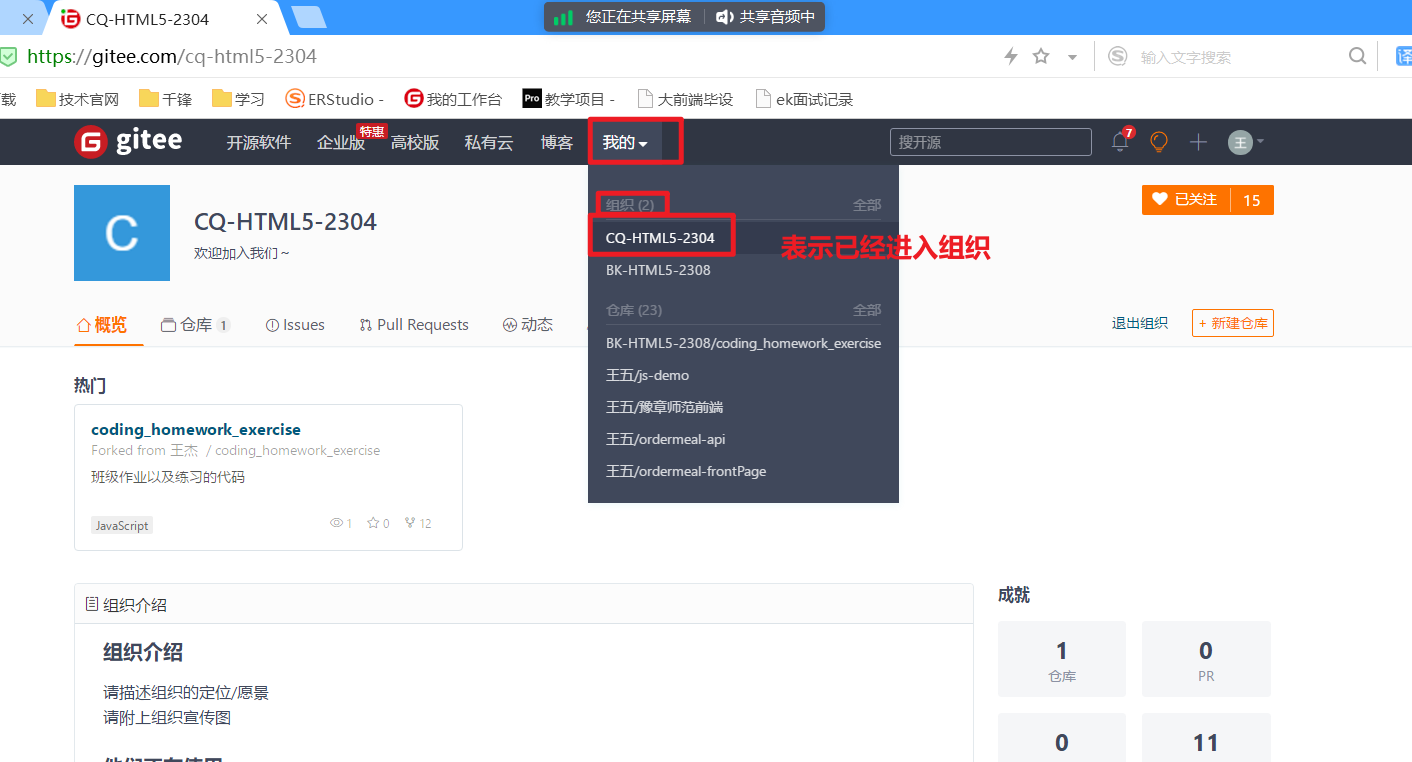 CQ-HTML5-2304
您正在共享屏幕
共享音频中
https://gitee.com/cq-html5-2304
输入文字搜索
译
载
技术官网
千锋
学习
ERStudio -
我的工作台
Pro
教学项目 -
大前端毕设
ek面试记录
gitee
开源软件
企业版
特惠
高校版
私有云
博客
我的
搜开源
7
王
C
CQ-HTML5-2304
欢迎加入我们～
已关注
15
组织 (2)
全部
CQ-HTML5-2304
表示已经进入组织
BK-HTML5-2308
仓库 (23)
全部
BK-HTML5-2308/coding_homework_exercise
王五/js-demo
王五/豫章师范前端
王五/ordermeal-api
王五/ordermeal-frontPage
概览
仓库 1
Issues
Pull Requests
动态
退出组织
+ 新建仓库
热门
coding_homework_exercise
Forked from 王杰 / coding_homework_exercise
班级作业以及练习的代码
JavaScript
1
0
12
组织介绍
组织介绍
请描述组织的定位/愿景
请附上组织宣传图
成就
1
仓库
0
PR
0
11